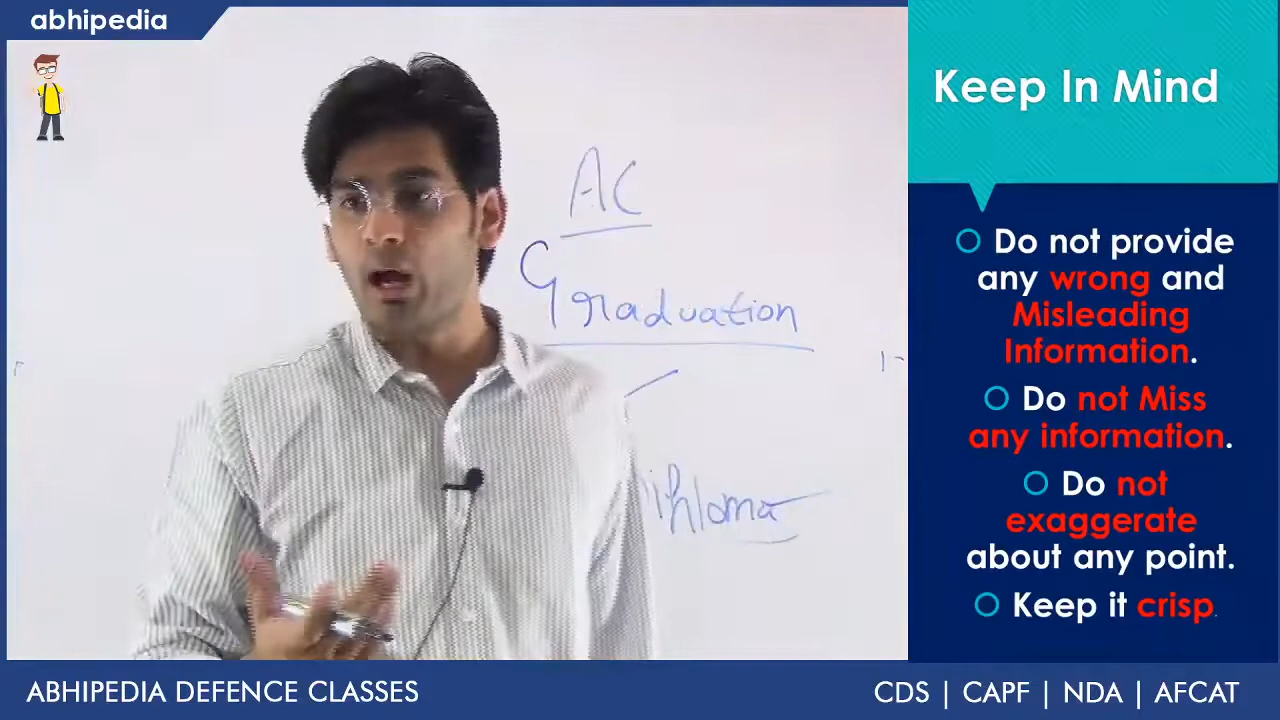 abhipedia
AC
Graduation
Keep In Mind
Do not provide
any wrong and
Misleading
Information.
Do not Miss
any information.
Do not
exaggerate
about any point.
Keep it crisp.
ABHIPEDIA DEFENCE CLASSES
CDS | CAPF | NDA | AFCAT